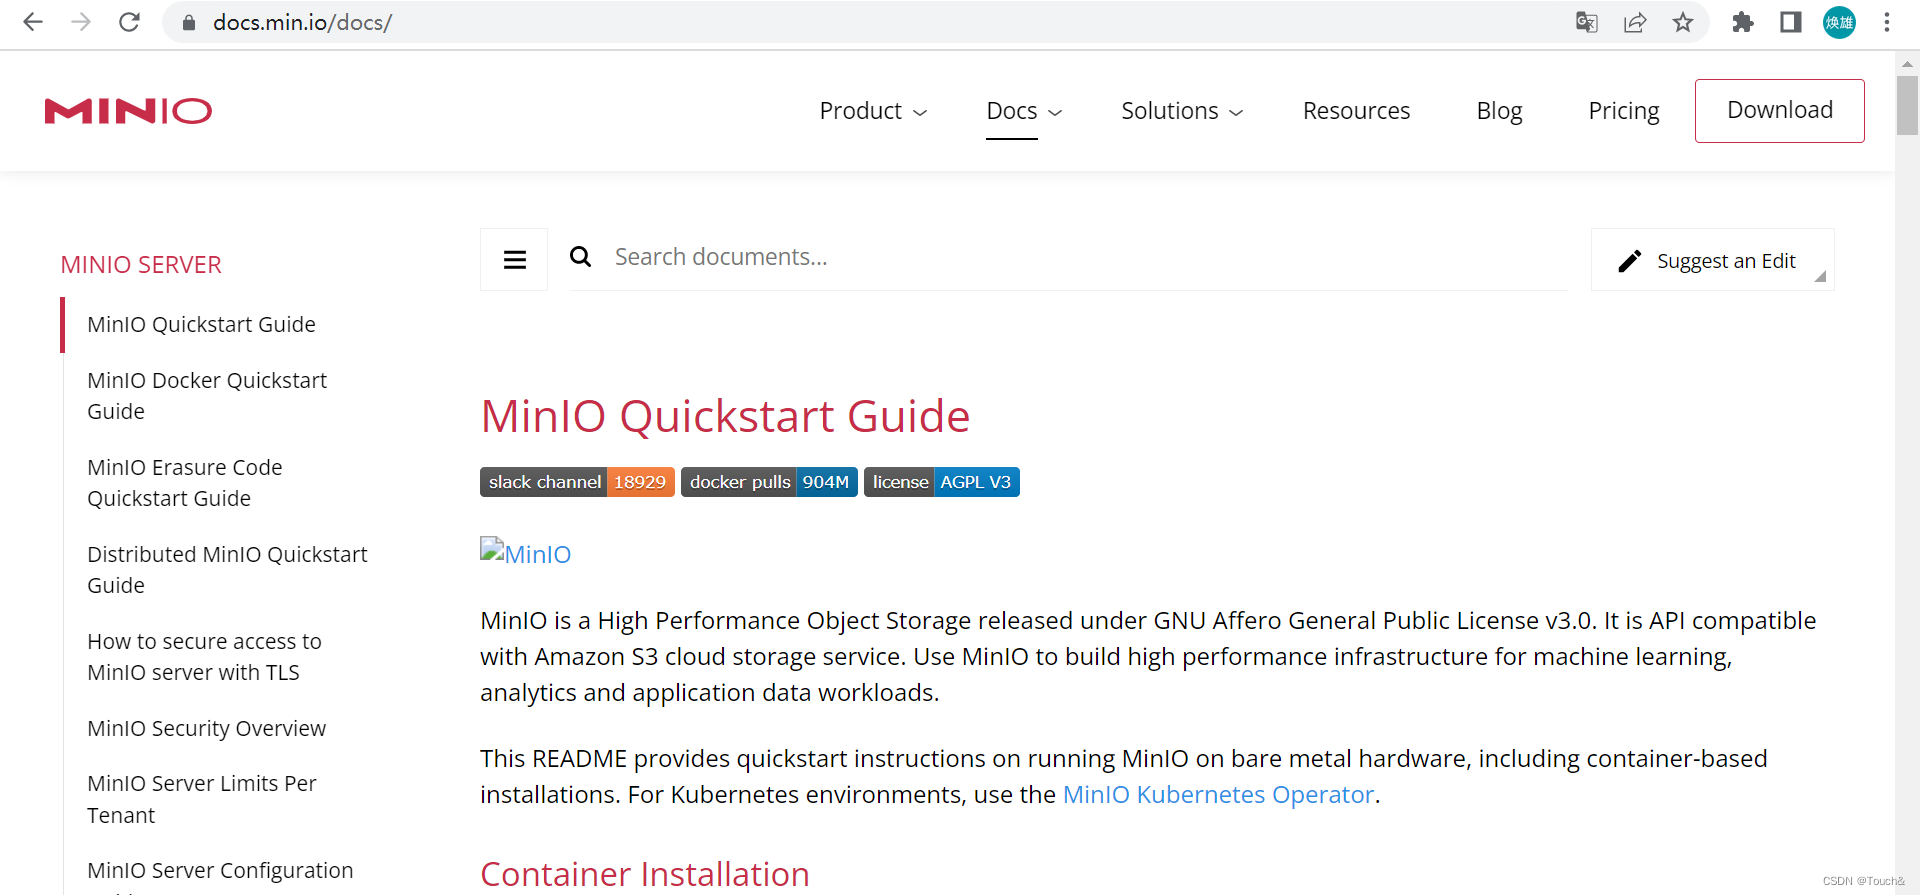 docs.min.io/docs/
焕雄
MINIO
Product
Docs
Solutions
Resources
Blog
Pricing
Download
MINIO SERVER
MinIO Quickstart Guide
MinIO Docker Quickstart
Guide
MinIO Erasure Code
Quickstart Guide
Distributed MinIO Quickstart
Guide
How to secure access to
MinIO server with TLS
MinIO Security Overview
MinIO Server Limits Per
Tenant
MinIO Server Configuration
Search documents...
Suggest an Edit
MinIO Quickstart Guide
slack channel 18929 docker pulls 904M license AGPL V3
MinIO
MinIO is a High Performance Object Storage released under GNU Affero General Public License v3.0. It is API compatible
with Amazon S3 cloud storage service. Use MinIO to build high performance infrastructure for machine learning,
analytics and application data workloads.
This README provides quickstart instructions on running MinIO on bare metal hardware, including container-based
installations. For Kubernetes environments, use the MinIO Kubernetes Operator.
Container Installation
CSDN @Touch&